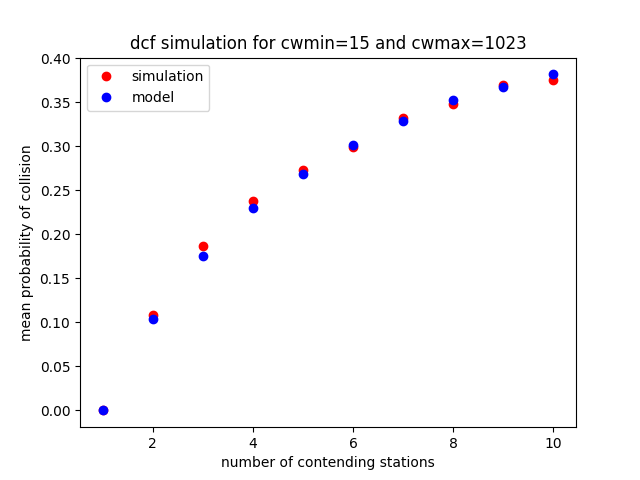 dcf simulation for cwmin=15 and cwmax=1023
simulation
model
mean probability of collision
0.40
0.35
0.30
0.25
0.20
0.15
0.10
0.05
0.00
2 4 6 8 10
number of contending stations